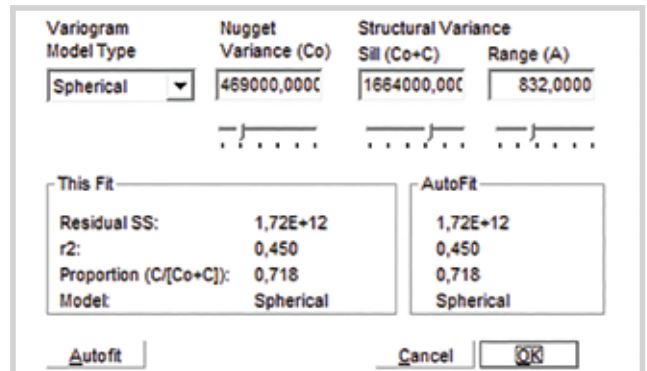 Variogram Nugget Structural Variance
Model Type Variance (Co) Sill (Co+C) Range (A)
Spherical 469000,0000 1664000,000 832,0000
This Fit AutoFit
Residual SS: 1,72E+12 1,72E+12
r2: 0,450 0,450
Proportion (C/[Co+C]): 0,718 0,718
Model: Spherical Spherical
Autofit Cancel OK